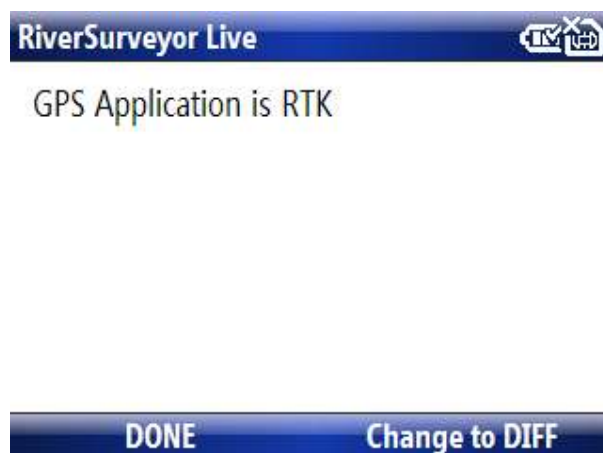 RiverSurveyor Live
GPS Application is RTK
DONE Change to DIFF